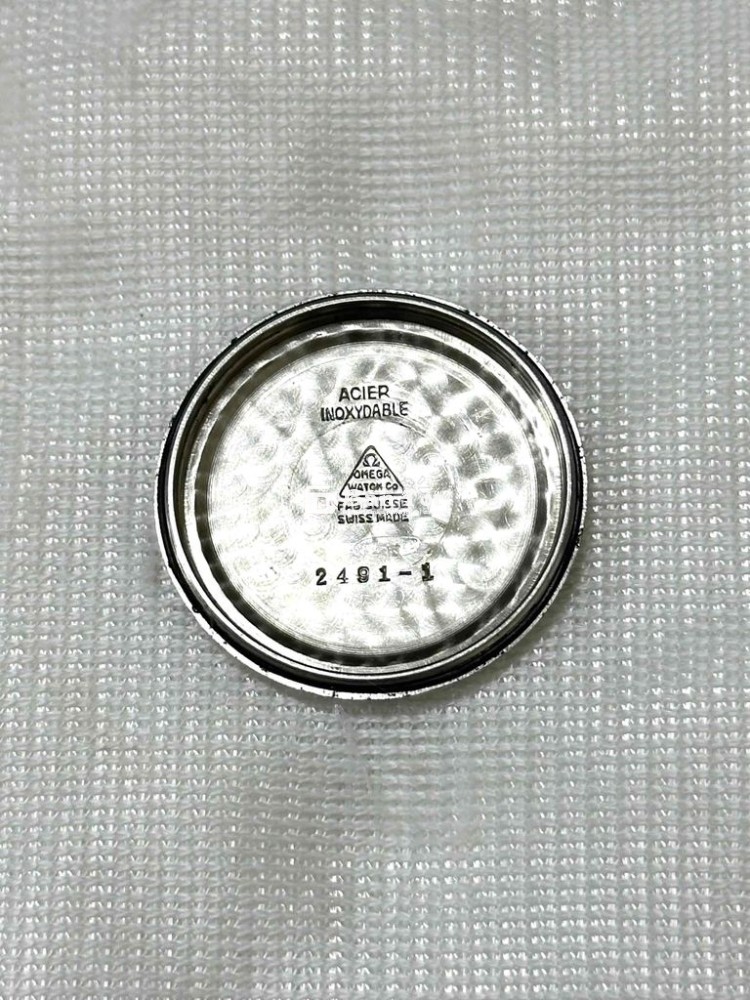 ACIER
INOXYDABLE
Ω
OMEGA
WATCH Co
FAB. SUISSE
SWISS MADE
2491-1